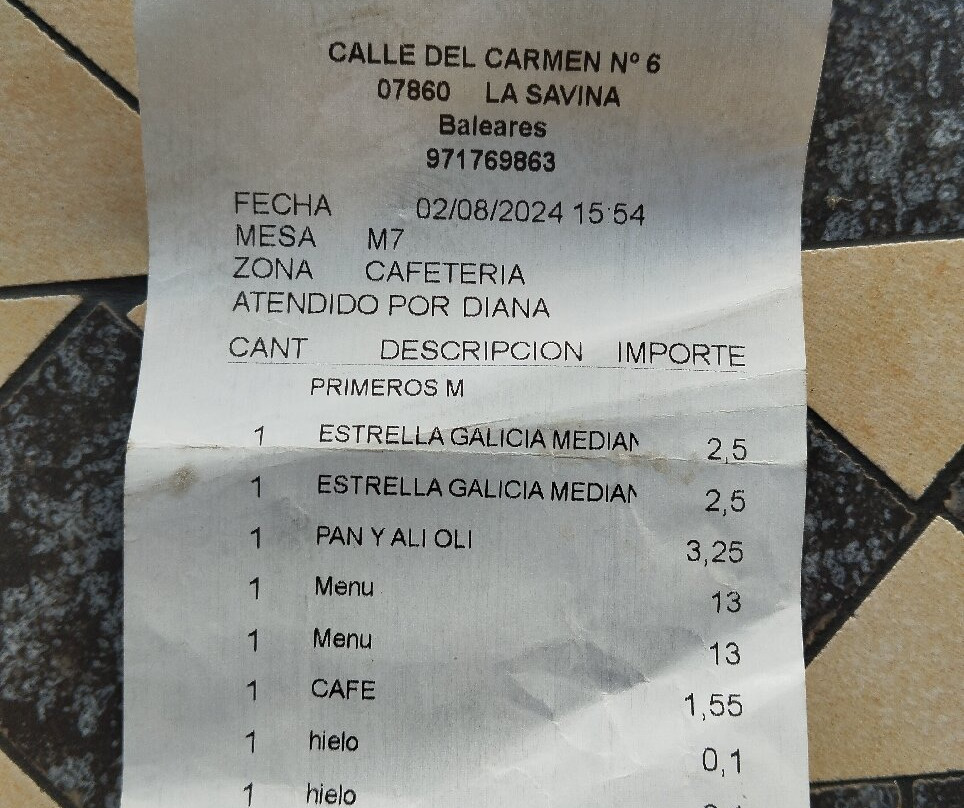 CALLE DEL CARMEN Nº 6
07860 LA SAVINA
Baleares
971769863
FECHA 02/08/2024 15:54
MESA M7
ZONA CAFETERIA
ATENDIDO POR DIANA
CANT DESCRIPCION IMPORTE
PRIMEROS M
1 ESTRELLA GALICIA MEDIAN 2,5
1 ESTRELLA GALICIA MEDIAN 2,5
1 PAN Y ALI OLI 3,25
1 Menu 13
1 Menu 13
1 CAFE 1,55
1 hielo 0,1
1 hielo